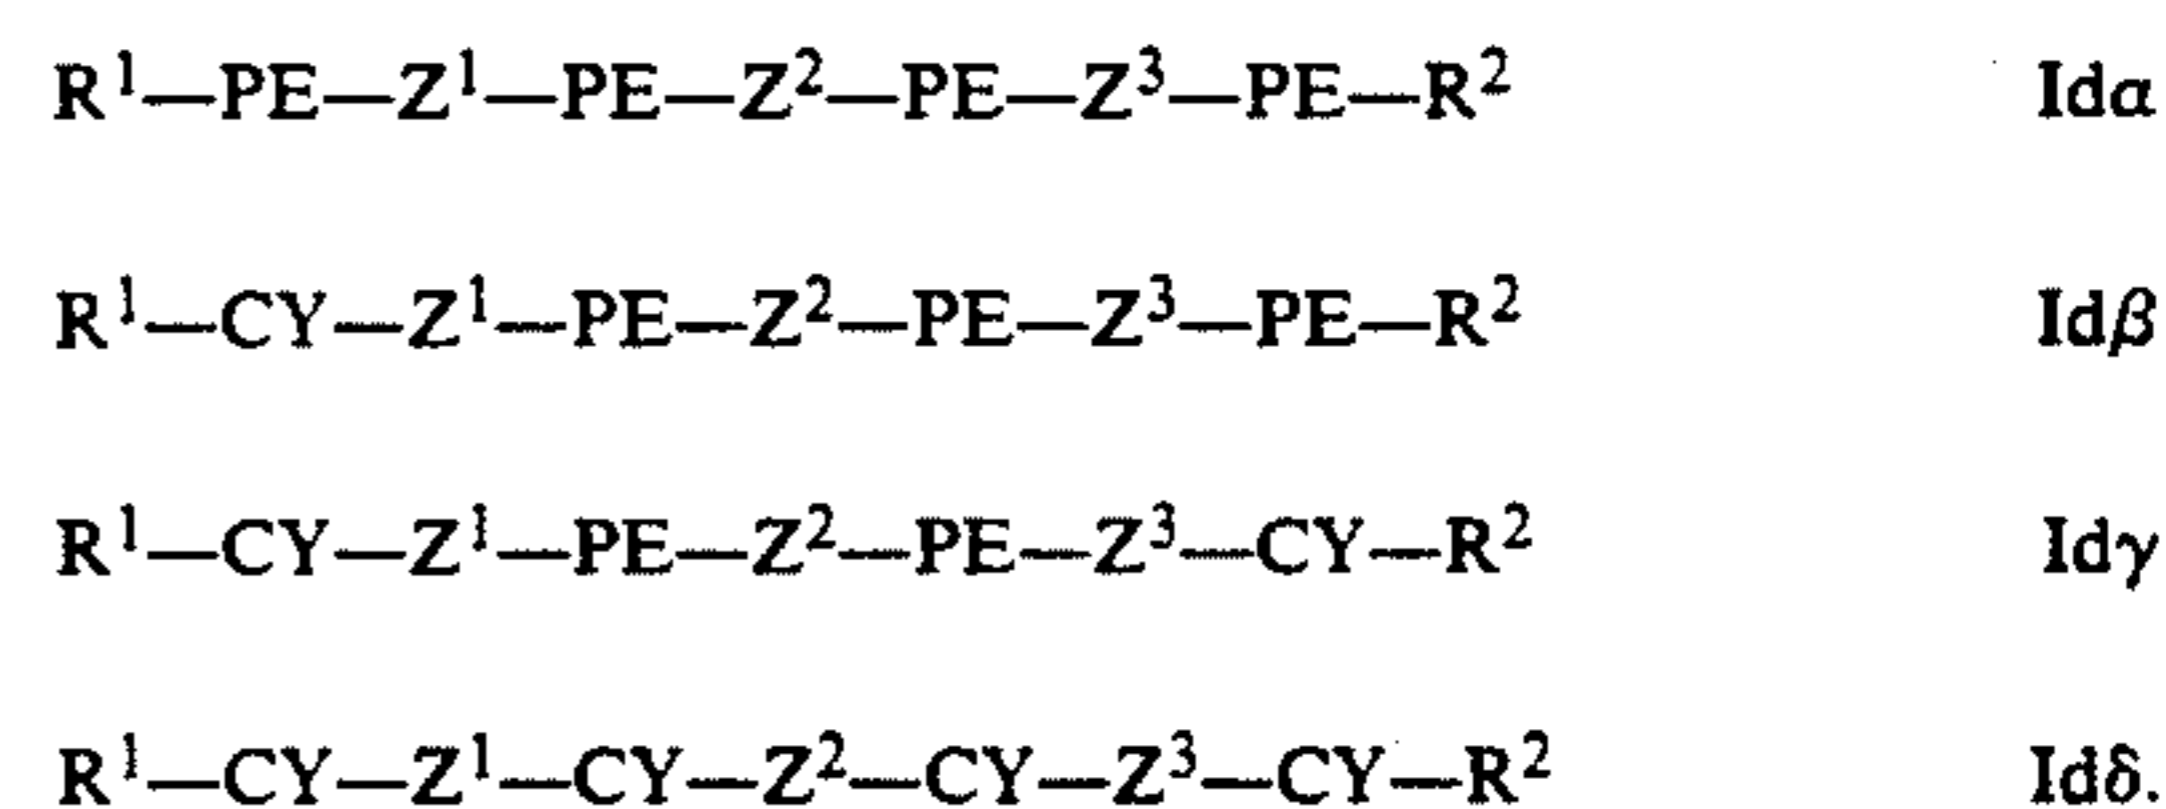 R¹—PE—Z¹—PE—Z²—PE—Z³—PE—R² Idα
R¹—CY—Z¹—PE—Z²—PE—Z³—PE—R² Idβ
R¹—CY—Z¹—PE—Z²—PE—Z³—CY—R² Idγ
R¹—CY—Z¹—CY—Z²—CY—Z³—CY—R² Idδ.